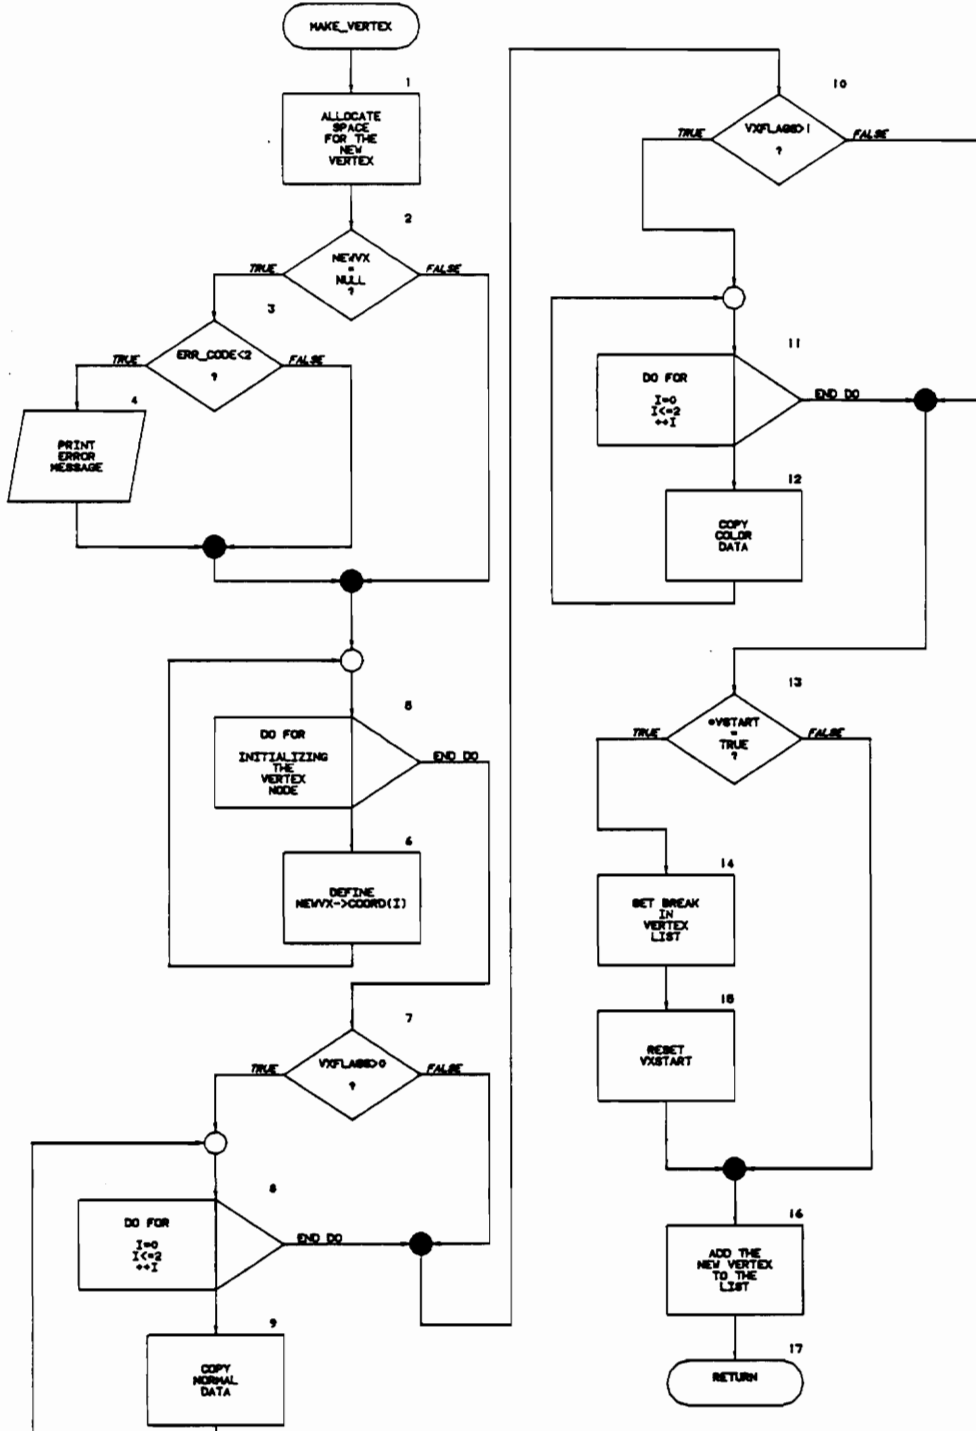 MAKE_VERTEX
1
ALLOCATE
SPACE
FOR THE
NEW
VERTEX
2
NEWVX
=
NULL
?
TRUE
FALSE
3
ERR_CODE<2
?
TRUE
FALSE
4
PRINT
ERROR
MESSAGE
5
DO FOR
INITIALIZING
THE
VERTEX
NODE
END DO
6
DEFINE
NEWVX->COORD(I)
7
VXFLAGS>0
?
TRUE
FALSE
8
DO FOR
I=0
I<=2
++I
END DO
9
COPY
NORMAL
DATA
10
VXFLAGS>1
?
TRUE
FALSE
11
DO FOR
I=0
I<=2
++I
END DO
12
COPY
COLOR
DATA
13
*VSTART
=
TRUE
?
TRUE
FALSE
14
SET BREAK
IN
VERTEX
LIST
15
RESET
VXSTART
16
ADD THE
NEW VERTEX
TO THE
LIST
17
RETURN